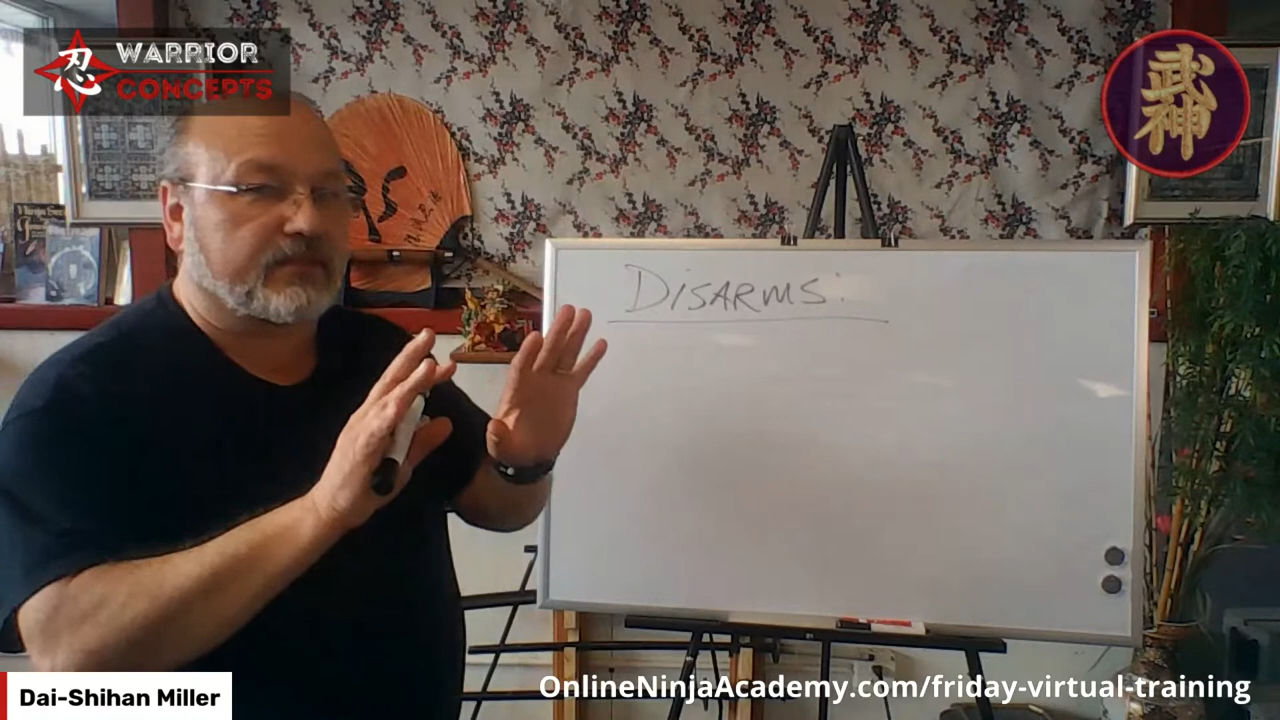 忍
WARRIOR
CONCEPTS
武神
DISARMS:
Dai-Shihan Miller
OnlineNinjaAcademy.com/friday-virtual-training